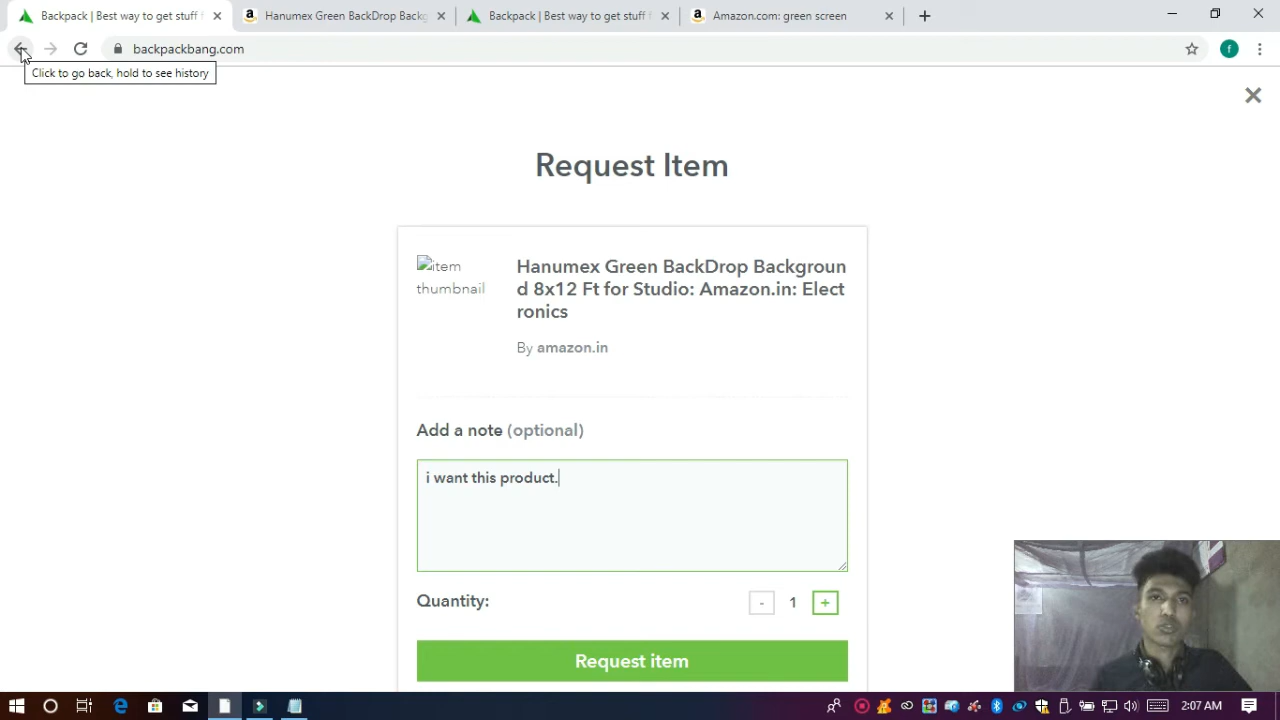 Backpack | Best way to get stuff f
Hanumex Green BackDrop Backg
Backpack | Best way to get stuff f
Amazon.com: green screen
backpackbang.com
f
Click to go back, hold to see history
Request Item
item
thumbnail
Hanumex Green BackDrop Backgroun
d 8x12 Ft for Studio: Amazon.in: Elect
ronics
By amazon.in
Add a note (optional)
i want this product.
Quantity:
- 1 +
Request item
2:07 AM